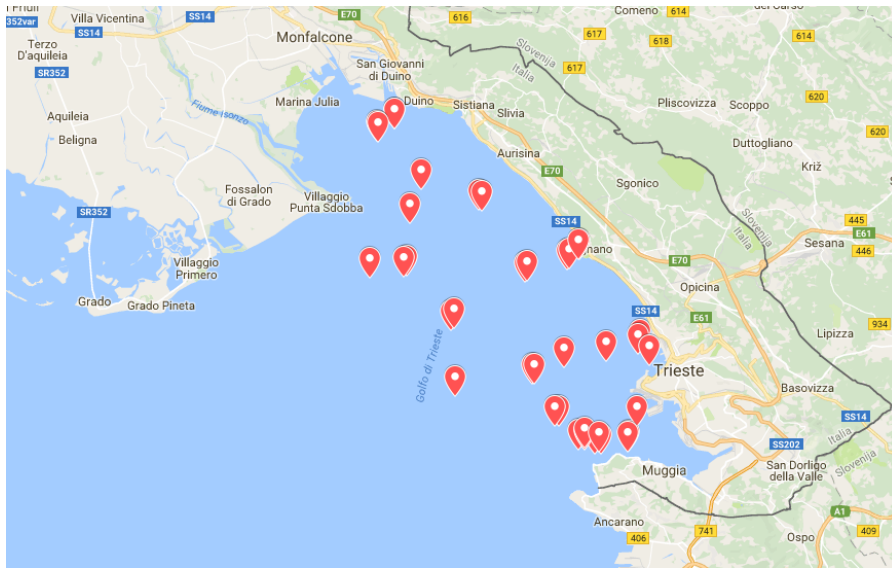 Friuli
Villa Vicentina
SS14
E70
616
Comeno
614
352var
SS14
Monfalcone
617
618
614
Terzo
D'aquileia
SR352
San Giovanni
di Duino
Slovenija
Italia
617
620
Marina Julia
Duino
Sistiana
Slivia
Pliscovizza
Scoppo
Fiume Isonzo
Aquileia
620
Beligna
Duttogliano
Aurisina
E70
Križ
Fossalon
di Grado
Villaggio
Punta Sdobba
Sgonico
SR352
SS14
Slovenija
Italia
445
E61
Sesana
446
Villaggio
Primero
E70
Opicina
Grado
Grado Pineta
SS14
E61
934
Lipizza
Golfo di Trieste
Trieste
Basovizza
SS14
Italia
SS202
Slovenija
Muggia
San Dorligo
della Valle
A1
Ancarano
406
741
409
Ospo